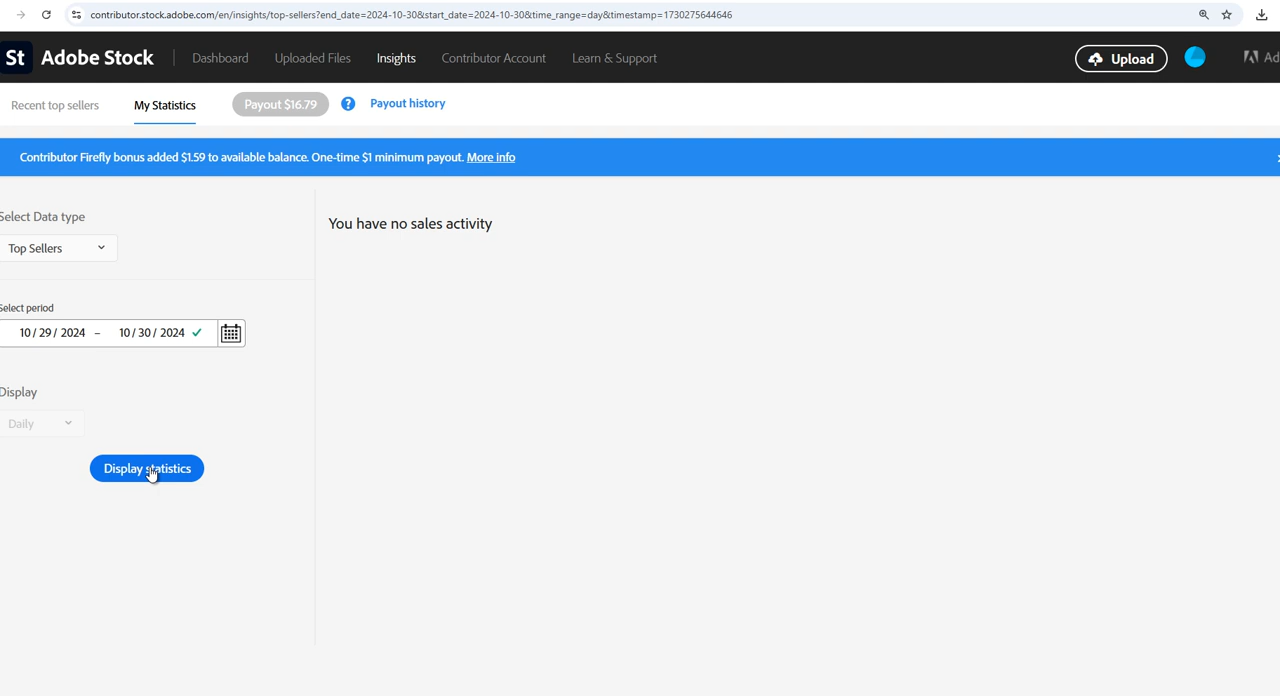 contributor.stock.adobe.com/en/insights/top-sellers?end_date=2024-10-30&start_date=2024-10-30&time_range=day&timestamp=1730275644646
St Adobe Stock Dashboard Uploaded Files Insights Contributor Account Learn & Support Upload Ad
Recent top sellers My Statistics Payout $16.79 ? Payout history
Contributor Firefly bonus added $1.59 to available balance. One-time $1 minimum payout. More info
Select Data type
You have no sales activity
Top Sellers
Select period
10/29/2024 – 10/30/2024
Display
Daily
Display statistics